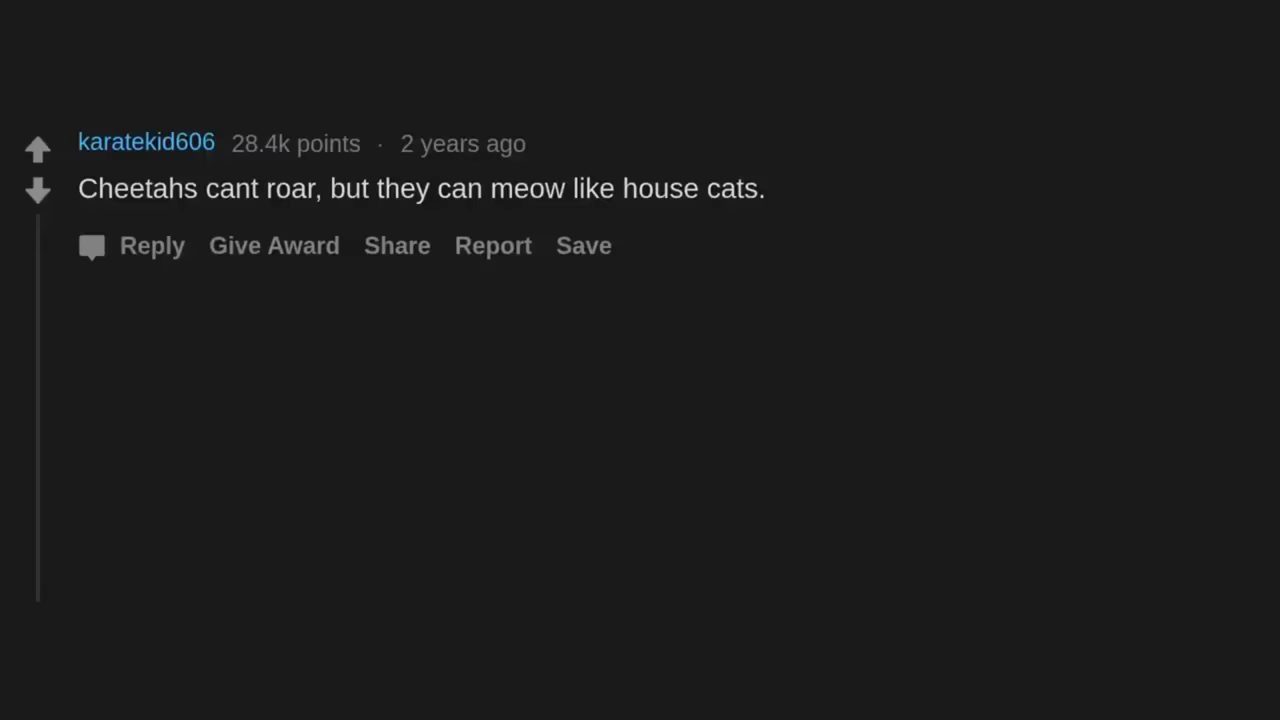 karatekid606 28.4k points · 2 years ago
Cheetahs cant roar, but they can meow like house cats.
Reply Give Award Share Report Save